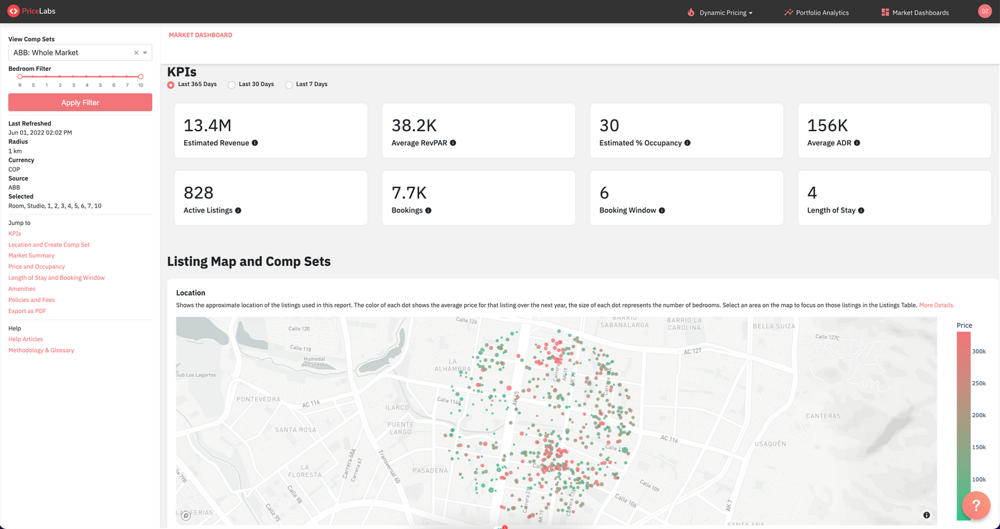 PriceLabs
Dynamic Pricing
Portfolio Analytics
Market Dashboards
DZ
View Comp Sets
ABB: Whole Market
Bedroom Filter
R S 1 2 3 4 5 6 7 10
Apply Filter
Last Refreshed
Jun 01, 2022 02:02 PM
Radius
1 km
Currency
COP
Source
ABB
Selected
Room, Studio, 1, 2, 3, 4, 5, 6, 7, 10
Jump to
KPIs
Location and Create Comp Set
Market Summary
Price and Occupancy
Length of Stay and Booking Window
Amenities
Policies and Fees
Export as PDF
Help
Help Articles
Methodology & Glossary
MARKET DASHBOARD
KPIs
Last 365 Days Last 30 Days Last 7 Days
13.4M
Estimated Revenue
38.2K
Average RevPAR
30
Estimated % Occupancy
156K
Average ADR
828
Active Listings
7.7K
Bookings
6
Booking Window
4
Length of Stay
Listing Map and Comp Sets
Location
Shows the approximate location of the listings used in this report. The color of each dot shows the average price for that listing over the next year, the size of each dot represents the number of bedrooms. Select an area on the map to focus on those listings in the Listings Table. More Details.
Calle 126
BARRIO
SABANALARGA
BARRIO LA
CAROLINA
BELLA SUIZA
Calle 120
Calle 127C
Calle 118
Humedal
de Córdoba
LA
ALHAMBRA
AC 127
Club Los Lagartos
PONTEVEDRA
AC 116
ILARCO
Calle 114A
AK 45
AK 19
CANTERAS
PUENTE
LARGO
SANTA ROSA
AC 116
USAQUÉN
Carrera 68A
Carrera 67
Transversal 60
PASADENA
LA
FLORESTA
Calle 98
Calle 95
Calle 109
Calle 106
AK 19
AK 7
SANTA ANA
Price
300k
250k
200k
150k
100k
?